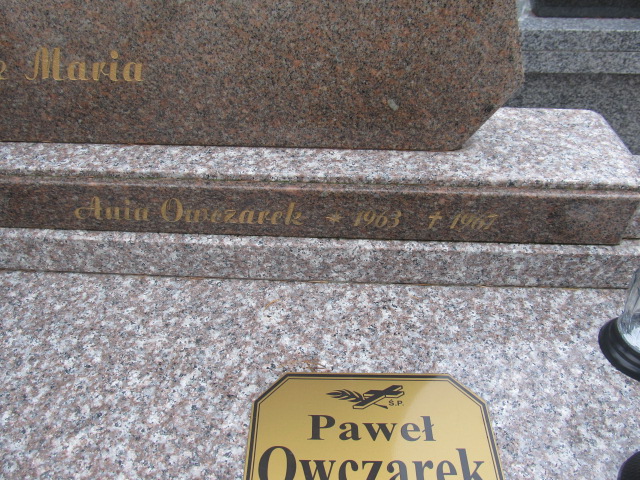 Maria
Ania Owczarek * 1963 † 1967
Ś.P.
Paweł
Owczarek